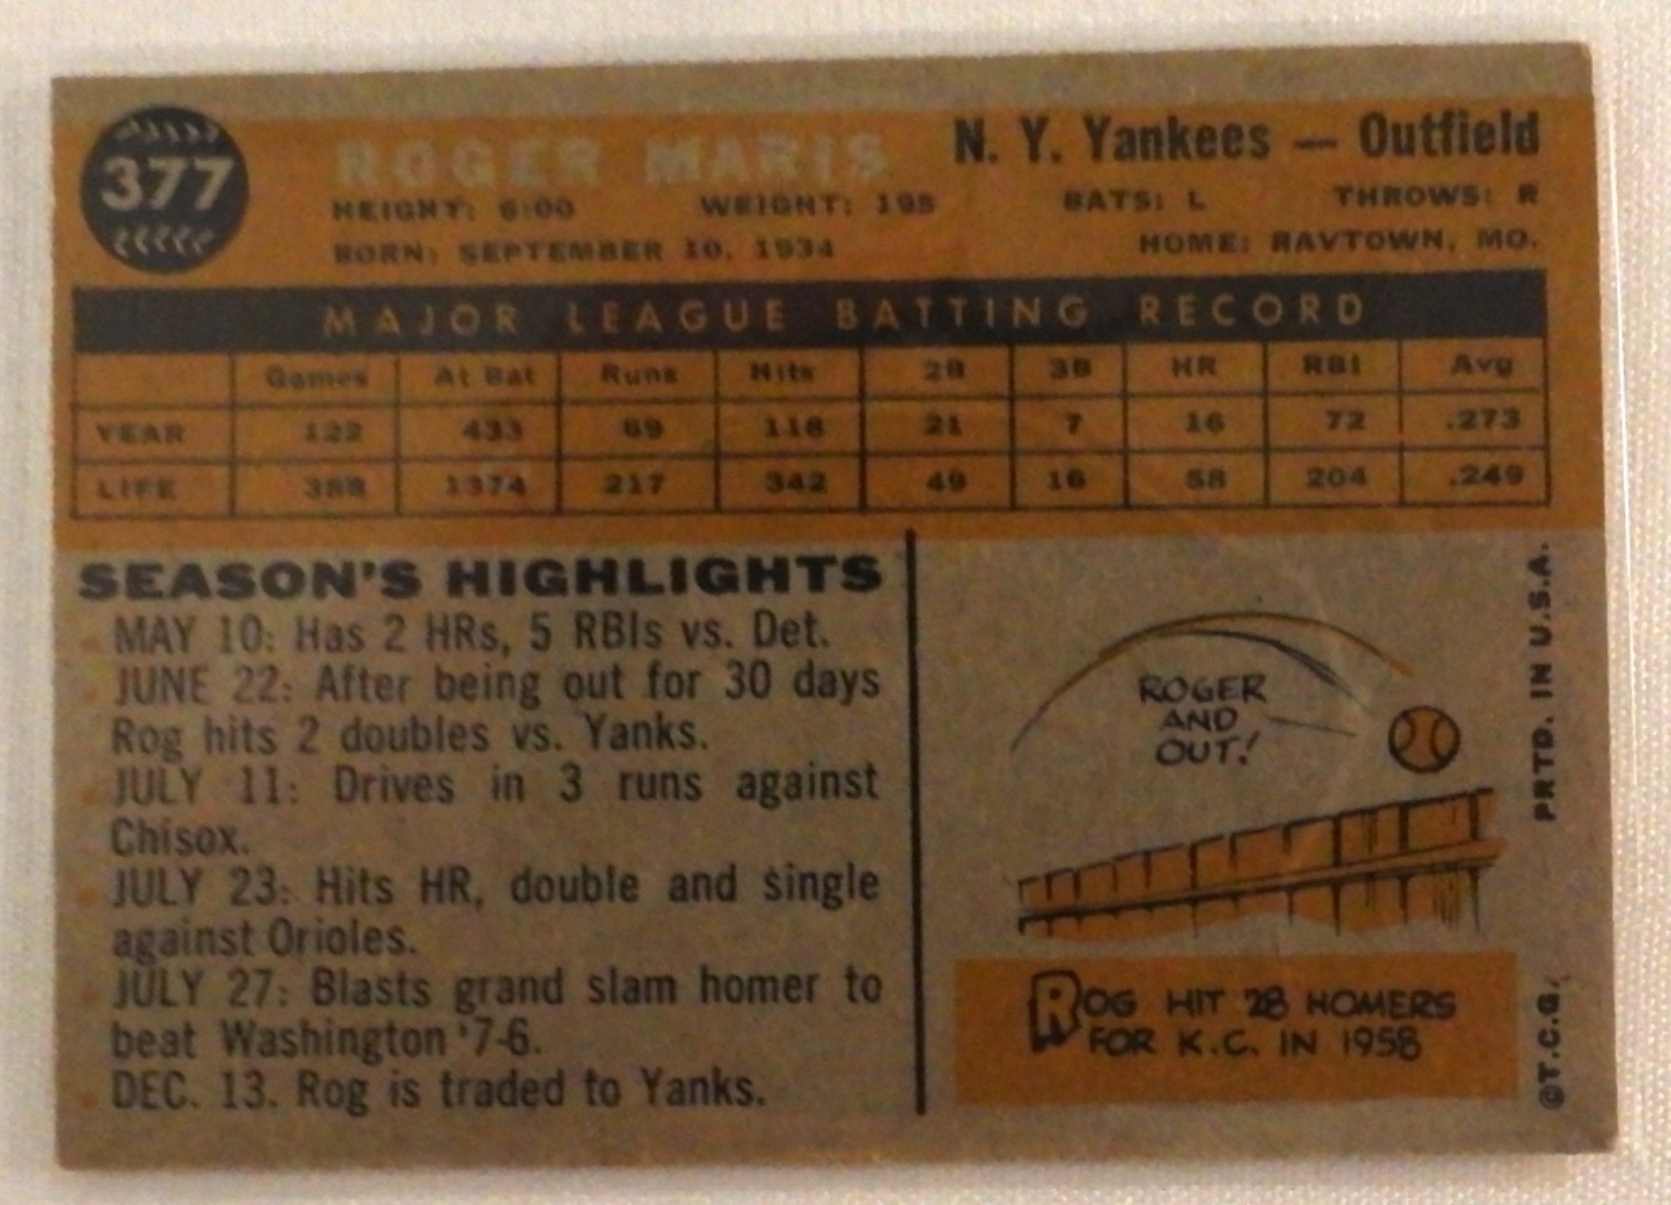 377
ROGER MARIS
N. Y. Yankees — Outfield
HEIGHT: 6:00 WEIGHT: 195 BATS: L THROWS: R
BORN: SEPTEMBER 10, 1934 HOME: RAYTOWN, MO.
MAJOR LEAGUE BATTING RECORD
Games At Bat Runs Hits 2B 3B HR RBI Avg
YEAR 122 433 69 118 21 7 16 72 .273
LIFE 388 1374 217 342 49 16 58 204 .249
SEASON'S HIGHLIGHTS
MAY 10: Has 2 HRs, 5 RBIs vs. Det.
JUNE 22: After being out for 30 days
Rog hits 2 doubles vs. Yanks.
JULY 11: Drives in 3 runs against
Chisox.
JULY 23: Hits HR, double and single
against Orioles.
JULY 27: Blasts grand slam homer to
beat Washington '7-6.
DEC. 13. Rog is traded to Yanks.
ROGER
AND
OUT!
ROG HIT 28 HOMERS
FOR K.C. IN 1958
©T.C.G. PRTD. IN U.S.A.